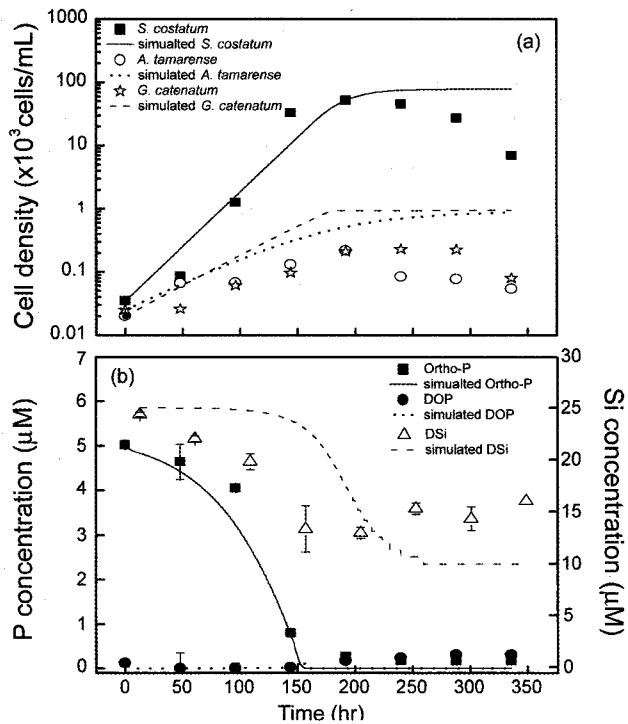 1000
100
10
1
0.1
0.01
Cell density (x10³cells/mL)
S. costatum
simualted S. costatum
A. tamarense
simulated A. tamarense
G. catenatum
simulated G. catenatum
(a)
7
6
5
4
3
2
1
0
P concentration (µM)
(b)
Ortho-P
simualted Ortho-P
DOP
simulated DOP
DSi
simulated DSi
30
25
20
15
10
5
0
Si concentration (µM)
0 50 100 150 200 250 300 350
Time (hr)